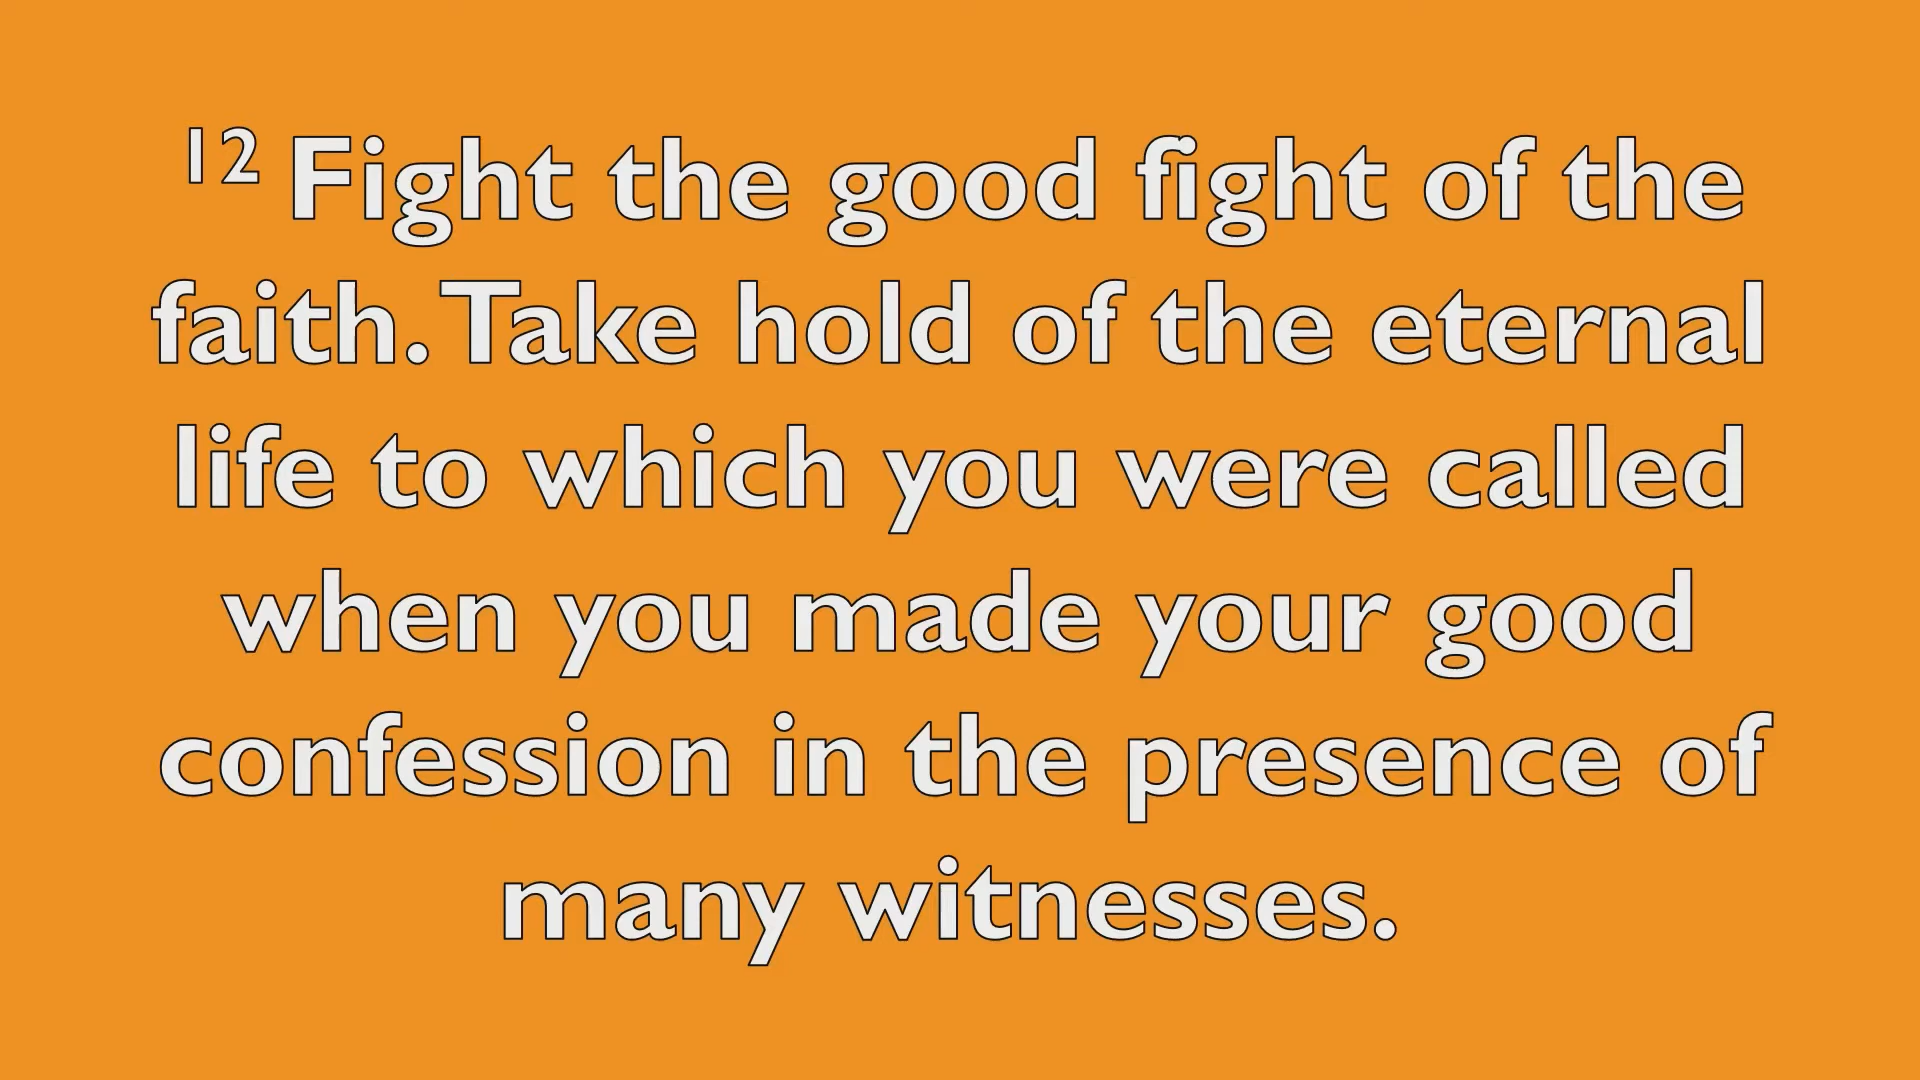 12 Fight the good fight of the
faith. Take hold of the eternal
life to which you were called
when you made your good
confession in the presence of
many witnesses.